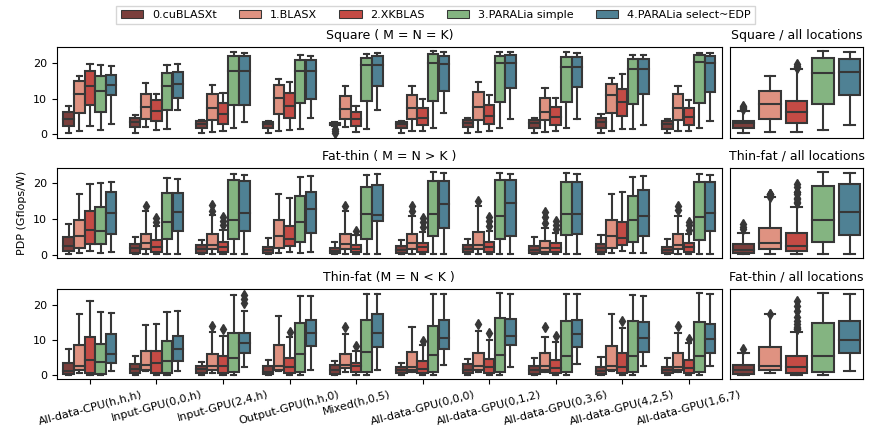 0.cuBLASXt 1.BLASX 2.XKBLAS 3.PARALia simple 4.PARALia select~EDP
Square ( M = N = K)
Square / all locations
20
10
0
Fat-thin ( M = N > K )
Thin-fat / all locations
PDP (Gflops/W)
20
10
0
Thin-fat (M = N < K )
Fat-thin / all locations
20
10
0
All-data-CPU(h,h,h)
Input-GPU(0,0,h)
Input-GPU(2,4,h)
Output-GPU(h,h,0)
Mixed(h,0,5)
All-data-GPU(0,0,0)
All-data-GPU(0,1,2)
All-data-GPU(0,3,6)
All-data-GPU(4,2,5)
All-data-GPU(1,6,7)